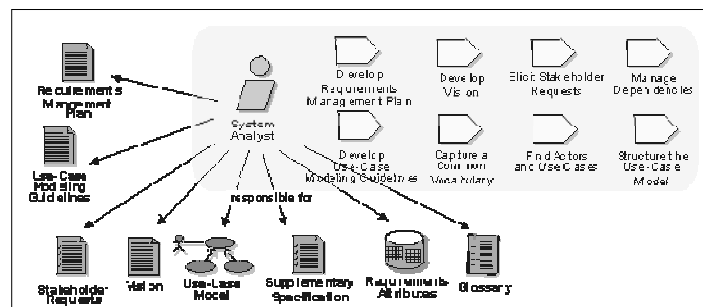 Requirements
Management
Plan
Use-Case
Modeling
Guidelines
System
Analyst
Develop
Requirements
Management Plan
Develop
Vision
Elicit Stakeholder
Requests
Manage
Dependencies
Develop
Use-Case
Modeling Guidelines
Capture a
Common
Vocabulary
Find Actors
and Use Cases
Structure the
Use-Case
Model
responsible for
Stakeholder
Requests
Vision
Use-Case
Model
Supplementary
Specification
Requirements
Attributes
Glossary